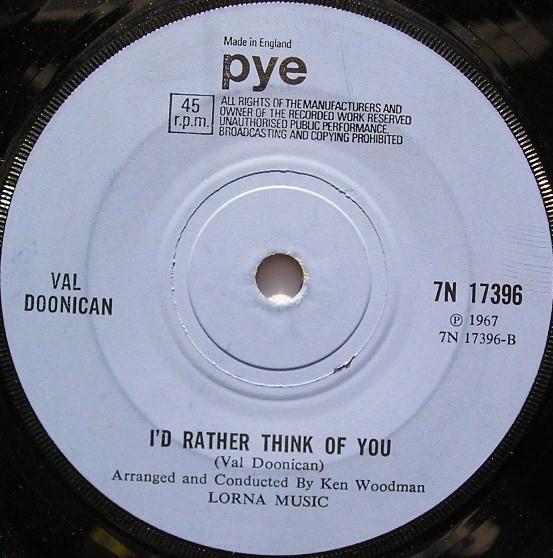 Made in England
pye
45
r.p.m.
ALL RIGHTS OF THE MANUFACTURERS AND
OWNER OF THE RECORDED WORK RESERVED
UNAUTHORISED PUBLIC PERFORMANCE,
BROADCASTING AND COPYING PROHIBITED
VAL
DOONICAN
7N 17396
Ⓟ 1967
7N 17396-B
I'D RATHER THINK OF YOU
(Val Doonican)
Arranged and Conducted By Ken Woodman
LORNA MUSIC